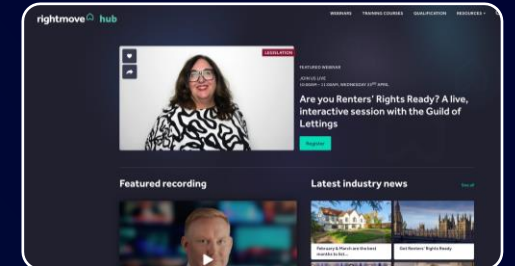 rightmove hub
WEBINARS TRAINING COURSES QUALIFICATION RESOURCES
LEGISLATION
FEATURED WEBINAR
JOIN US LIVE
Are you Renters' Rights Ready? A live,
interactive session with the Guild of
Lettings
Register
Featured recording
Latest industry news
See all
February & March are the best
months to list...
Get Renters' Rights Ready